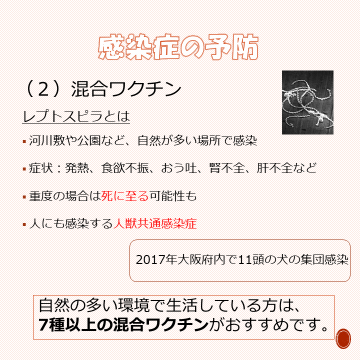 感染症の予防
（２）混合ワクチン
レプトスピラとは
▪河川敷や公園など、自然が多い場所で感染
▪症状：発熱、食欲不振、おう吐、腎不全、肝不全など
▪重度の場合は死に至る可能性も
▪人にも感染する人獣共通感染症
2017年大阪府内で11頭の犬の集団感染
自然の多い環境で生活している方は、
7種以上の混合ワクチンがおすすめです。